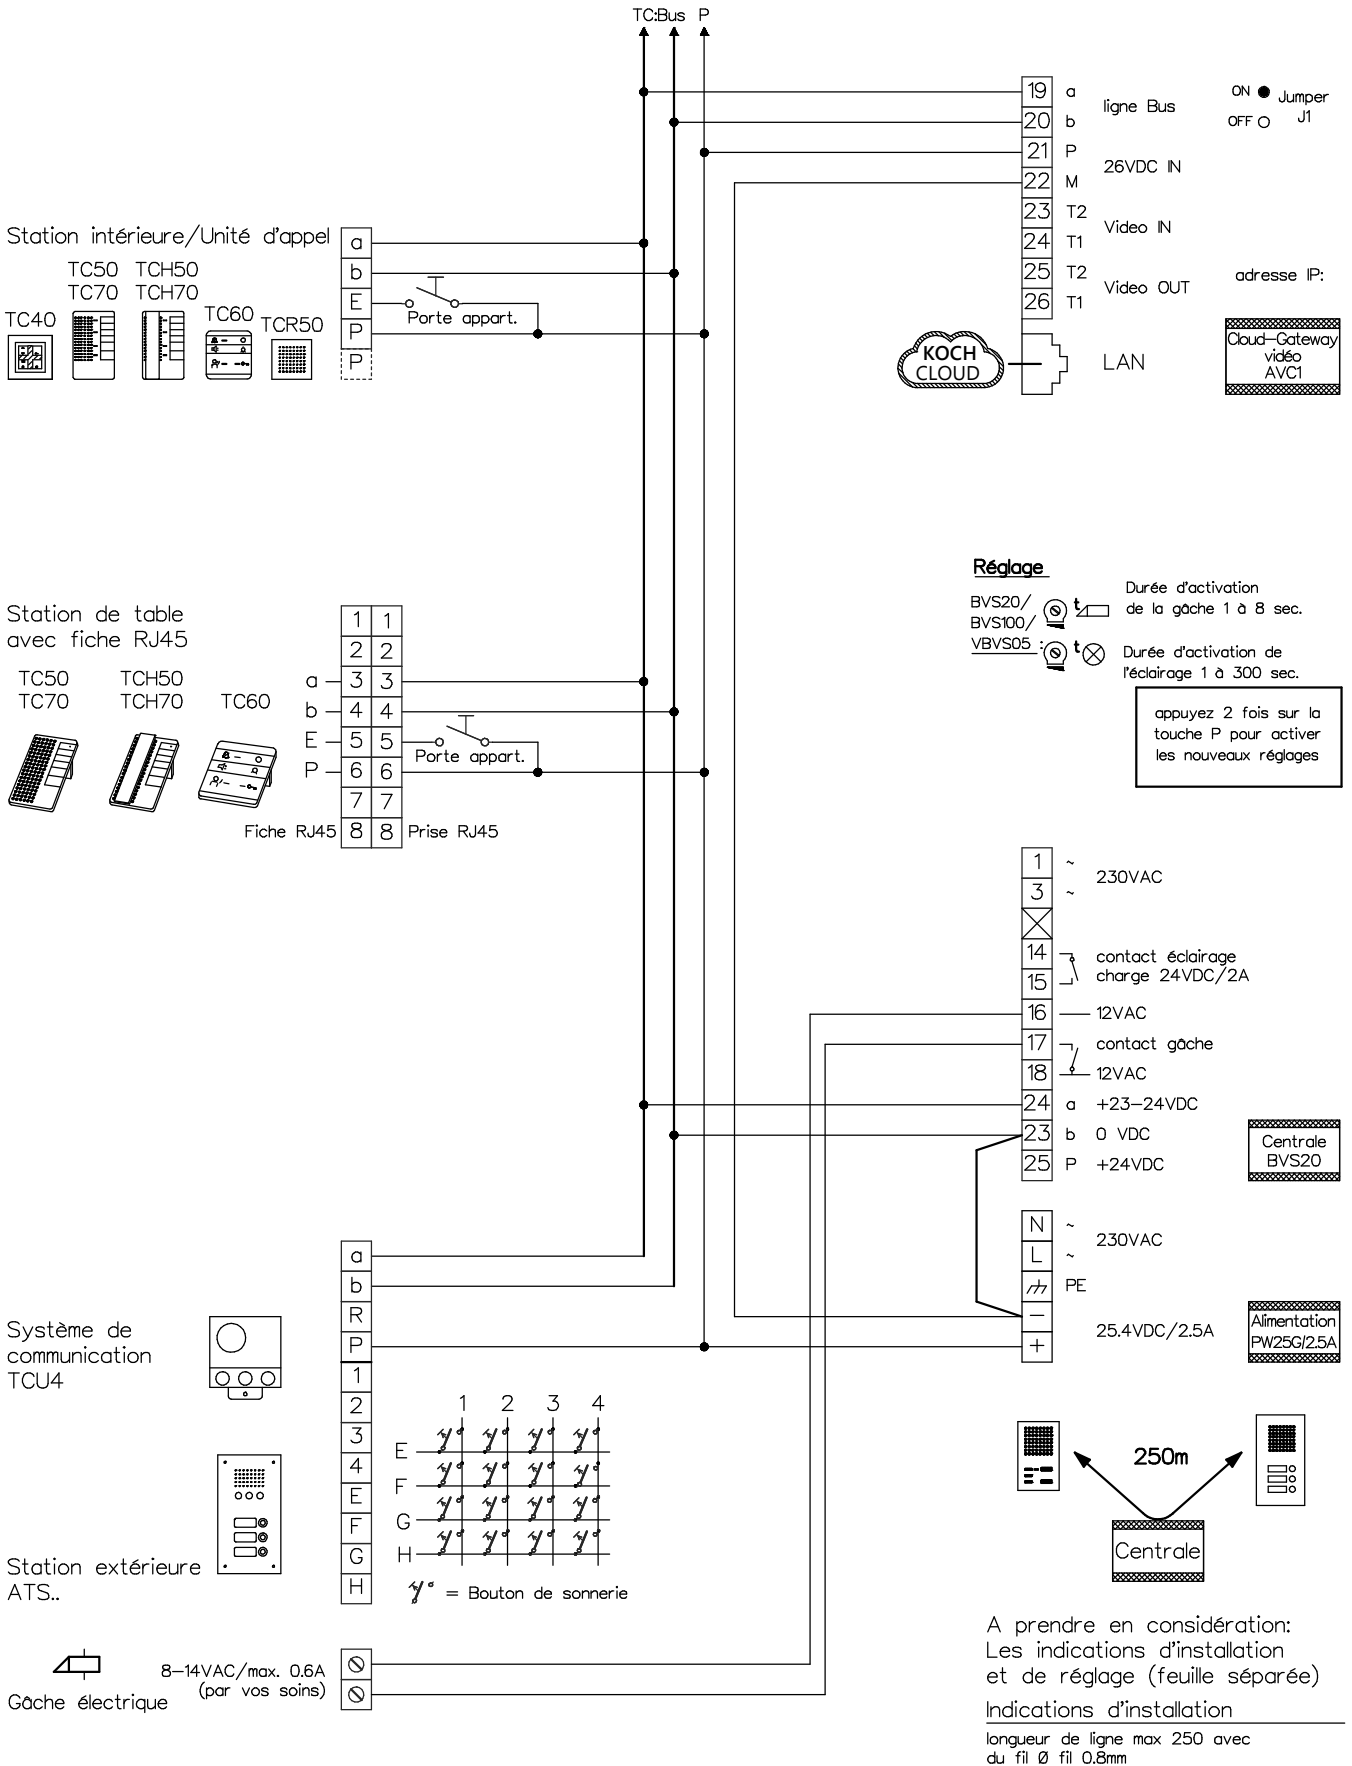 TC:Bus P
19 a
20 b
ligne Bus
21 P
22 M
26VDC IN
23 T2
24 T1
Video IN
25 T2
26 T1
Video OUT
LAN
KOCH
CLOUD
ON
OFF
Jumper
J1
adresse IP:
Cloud-Gateway
vidéo
AVC1
Station intérieure/Unité d'appel
TC50 TCH50
TC70 TCH70
TC40
TC60
TCR50
a
b
E
P
P
Porte appart.
Réglage
BVS20/
BVS100/
VBVS05 :
t
Durée d'activation
de la gâche 1 à 8 sec.
t
Durée d'activation de
l'éclairage 1 à 300 sec.
appuyez 2 fois sur la
touche P pour activer
les nouveaux réglages
Station de table
avec fiche RJ45
TC50 TCH50
TC70 TCH70 TC60
1 1
2 2
a 3 3
b 4 4
E 5 5
P 6 6
7 7
Fiche RJ45 8 8 Prise RJ45
Porte appart.
1 ~
3 ~
230VAC
14
15
contact éclairage
charge 24VDC/2A
16 12VAC
17 contact gâche
18 12VAC
24 a +23-24VDC
23 b 0 VDC
25 P +24VDC
Centrale
BVS20
N ~
L ~
230VAC
PE
-
+
25.4VDC/2.5A
Alimentation
PW25G/2.5A
Système de
communication
TCU4
a
b
R
P
1
2
3
4
E
F
G
H
1 2 3 4
E
F
G
H
= Bouton de sonnerie
Station extérieure
ATS..
250m
Centrale
Gâche électrique
8-14VAC/max. 0.6A
(par vos soins)
A prendre en considération:
Les indications d'installation
et de réglage (feuille séparée)
Indications d'installation
longueur de ligne max 250 avec
du fil Ø fil 0.8mm